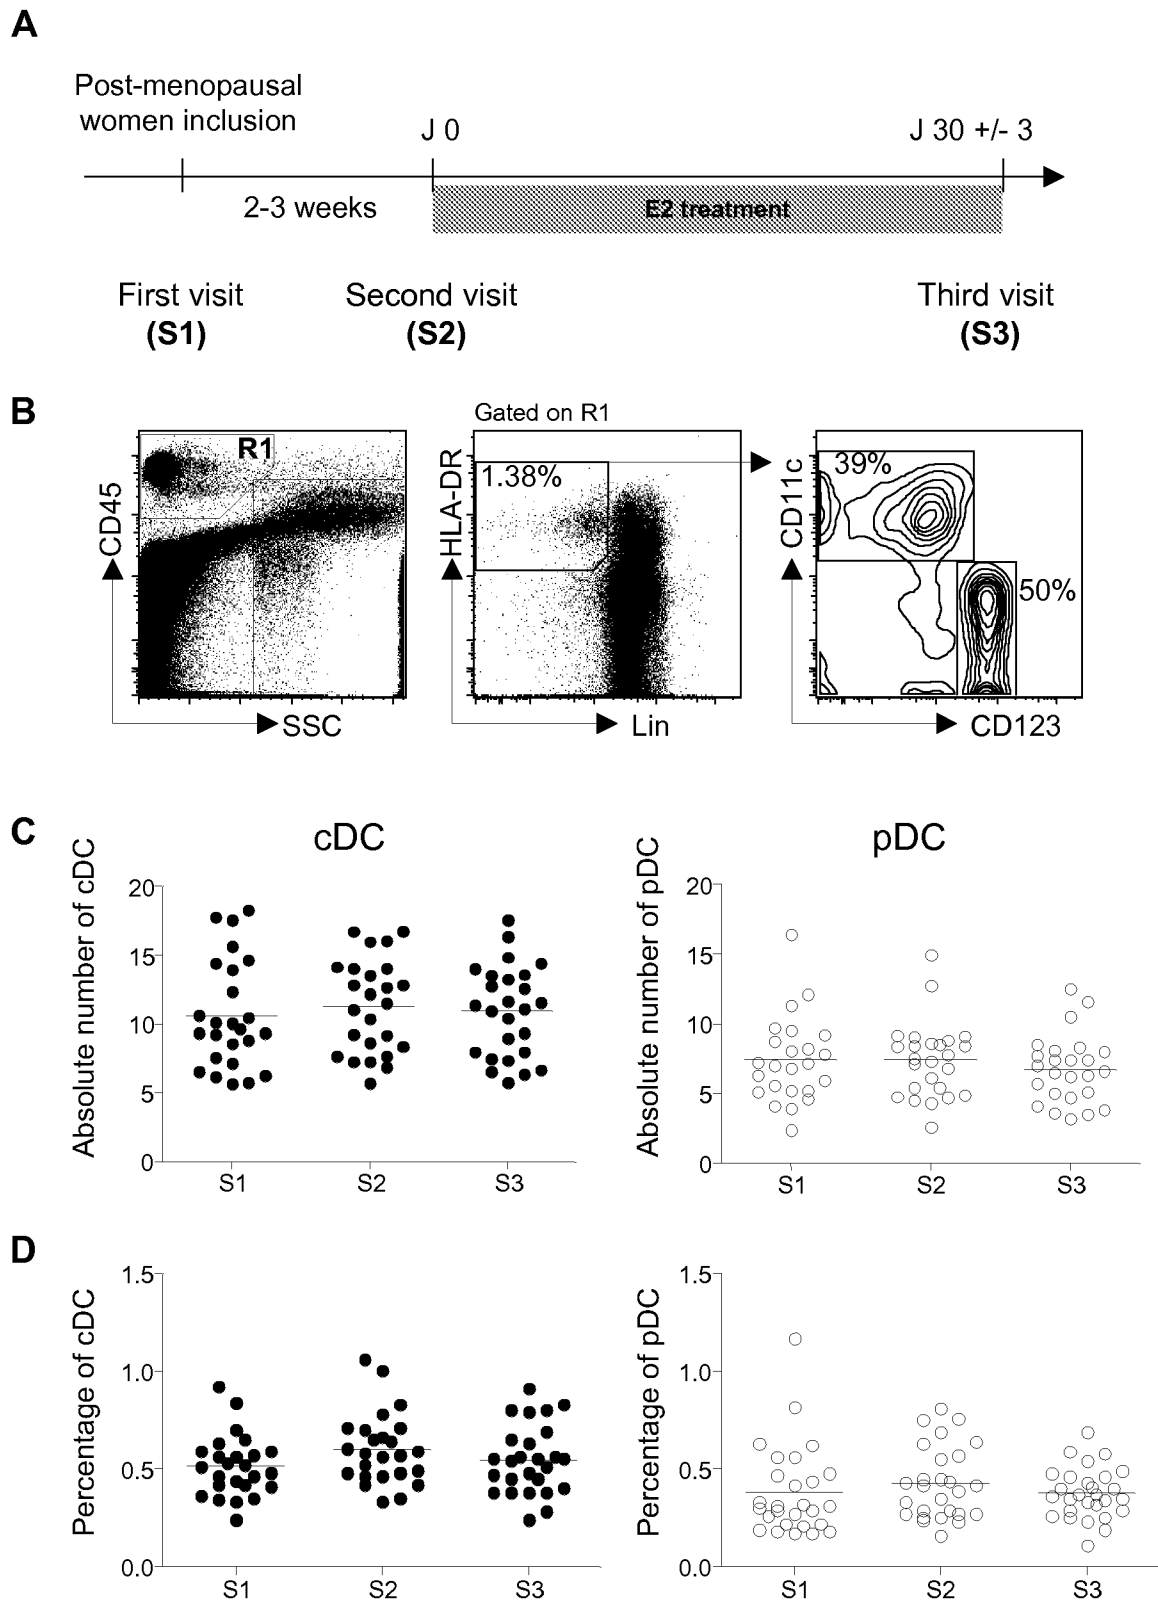 A
Post-menopausal
women inclusion
J 0
J 30 +/- 3
2-3 weeks
E2 treatment
First visit
(S1)
Second visit
(S2)
Third visit
(S3)
B
CD45
R1
SSC
Gated on R1
HLA-DR
1.38%
Lin
CD11c
39%
50%
CD123
C
cDC
Absolute number of cDC
20
15
10
5
0
S1
S2
S3
pDC
Absolute number of pDC
20
15
10
5
0
S1
S2
S3
D
Percentage of cDC
1.5
1.0
0.5
0.0
S1
S2
S3
Percentage of pDC
1.5
1.0
0.5
0.0
S1
S2
S3